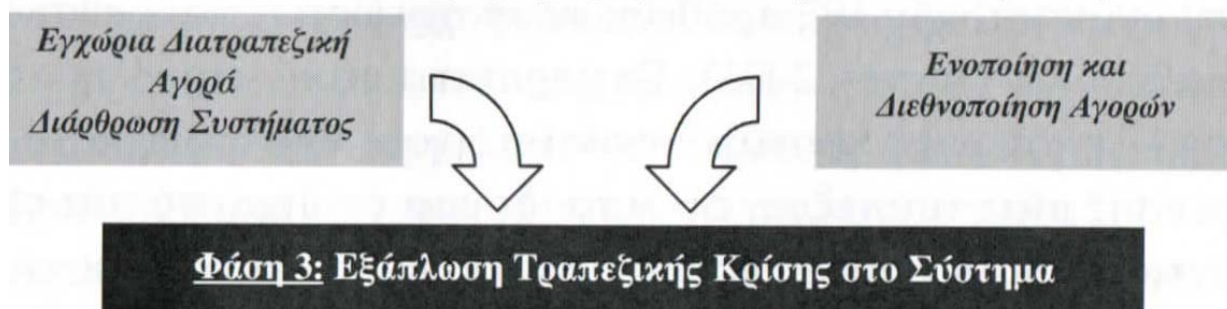 Εγχώρια Διατραπεζική
Αγορά
Διάρθρωση Συστήματος
Ενοποίηση και
Διεθνοποίηση Αγορών
Φάση 3: Εξάπλωση Τραπεζικής Κρίσης στο Σύστημα